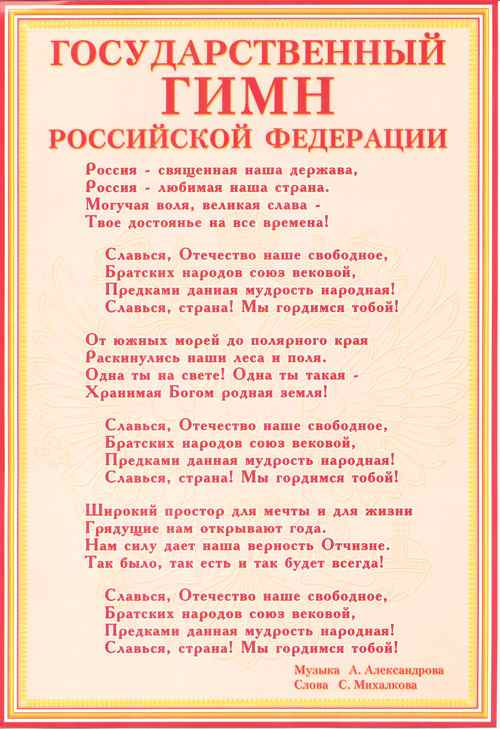 ГОСУДАРСТВЕННЫЙ
ГИМН
РОССИЙСКОЙ ФЕДЕРАЦИИ
Россия - священная наша держава,
Россия - любимая наша страна.
Могучая воля, великая слава -
Твое достоянье на все времена!
Славься, Отечество наше свободное,
Братских народов союз вековой,
Предками данная мудрость народная!
Славься, страна! Мы гордимся тобой!
От южных морей до полярного края
Раскинулись наши леса и поля.
Одна ты на свете! Одна ты такая -
Хранимая Богом родная земля!
Славься, Отечество наше свободное,
Братских народов союз вековой,
Предками данная мудрость народная!
Славься, страна! Мы гордимся тобой!
Широкий простор для мечты и для жизни
Грядущие нам открывают года.
Нам силу дает наша верность Отчизне.
Так было, так есть и так будет всегда!
Славься, Отечество наше свободное,
Братских народов союз вековой,
Предками данная мудрость народная!
Славься, страна! Мы гордимся тобой!
Музыка А. Александрова
Слова С. Михалкова